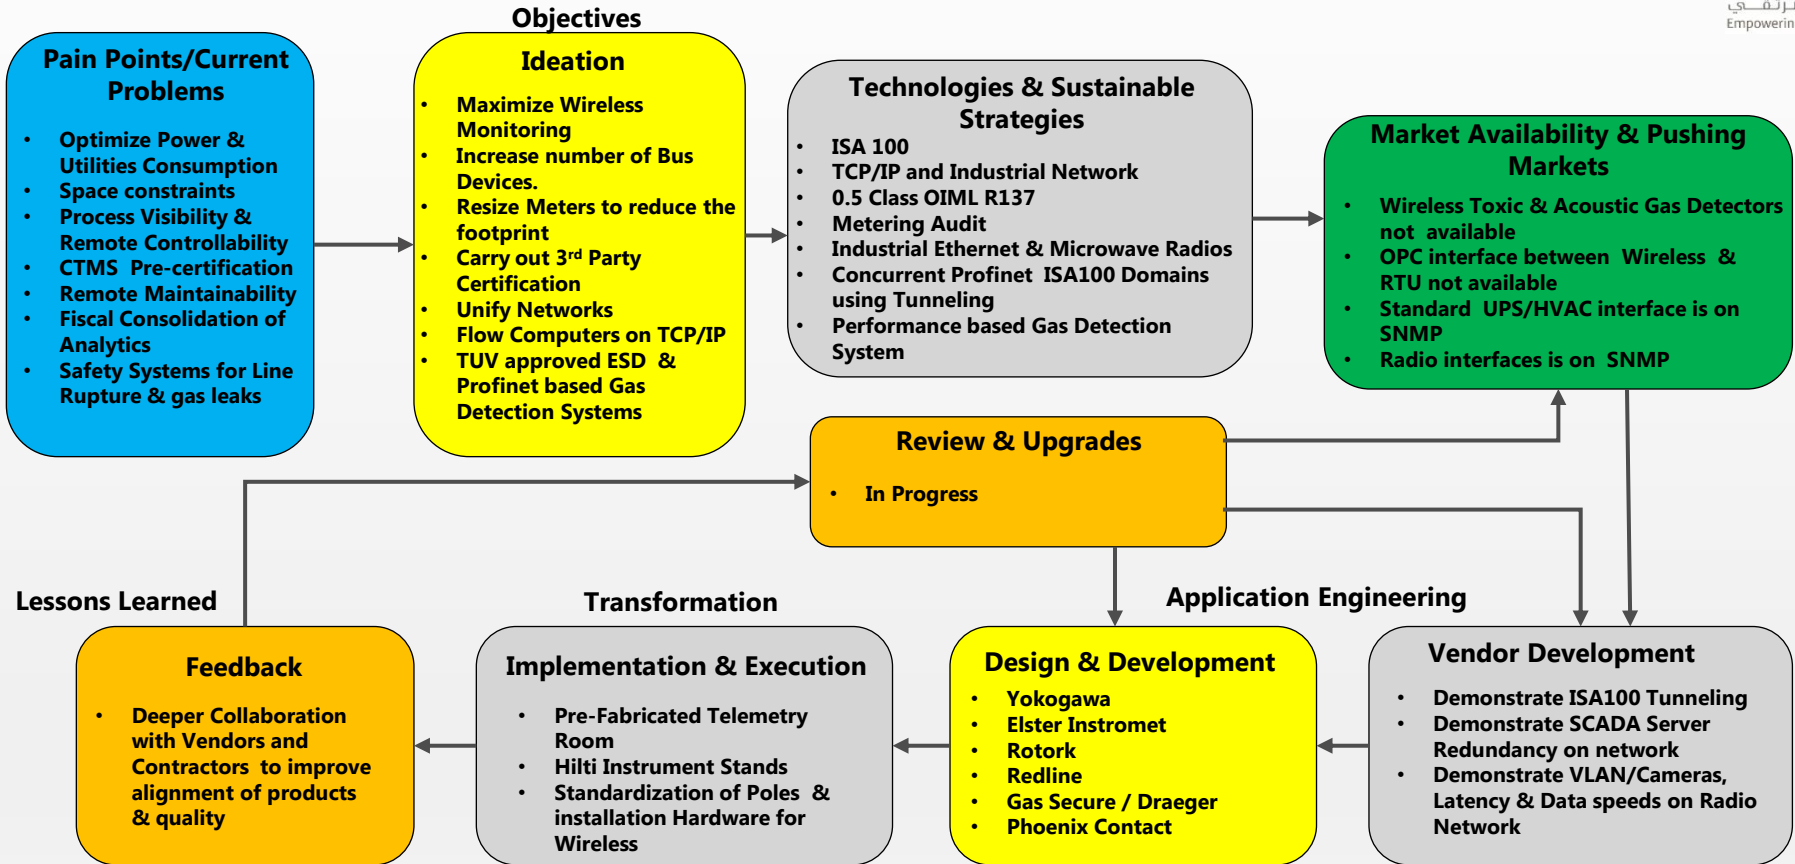 يرتقي
Empowerin
Objectives
Pain Points/Current
Problems
• Optimize Power &
Utilities Consumption
• Space constraints
• Process Visibility &
Remote Controllability
• CTMS Pre-certification
• Remote Maintainability
• Fiscal Consolidation of
Analytics
• Safety Systems for Line
Rupture & gas leaks
Ideation
• Maximize Wireless
Monitoring
• Increase number of Bus
Devices.
• Resize Meters to reduce the
footprint
• Carry out 3rd Party
Certification
• Unify Networks
• Flow Computers on TCP/IP
• TUV approved ESD &
Profinet based Gas
Detection Systems
Technologies & Sustainable
Strategies
• ISA 100
• TCP/IP and Industrial Network
• 0.5 Class OIML R137
• Metering Audit
• Industrial Ethernet & Microwave Radios
• Concurrent Profinet ISA100 Domains
using Tunneling
• Performance based Gas Detection
System
Market Availability & Pushing
Markets
• Wireless Toxic & Acoustic Gas Detectors
not available
• OPC interface between Wireless &
RTU not available
• Standard UPS/HVAC interface is on
SNMP
• Radio interfaces is on SNMP
Review & Upgrades
• In Progress
Lessons Learned
Transformation
Application Engineering
Feedback
• Deeper Collaboration
with Vendors and
Contractors to improve
alignment of products
& quality
Implementation & Execution
• Pre-Fabricated Telemetry
Room
• Hilti Instrument Stands
• Standardization of Poles &
installation Hardware for
Wireless
Design & Development
• Yokogawa
• Elster Instromet
• Rotork
• Redline
• Gas Secure / Draeger
• Phoenix Contact
Vendor Development
• Demonstrate ISA100 Tunneling
• Demonstrate SCADA Server
Redundancy on network
• Demonstrate VLAN/Cameras,
Latency & Data speeds on Radio
Network